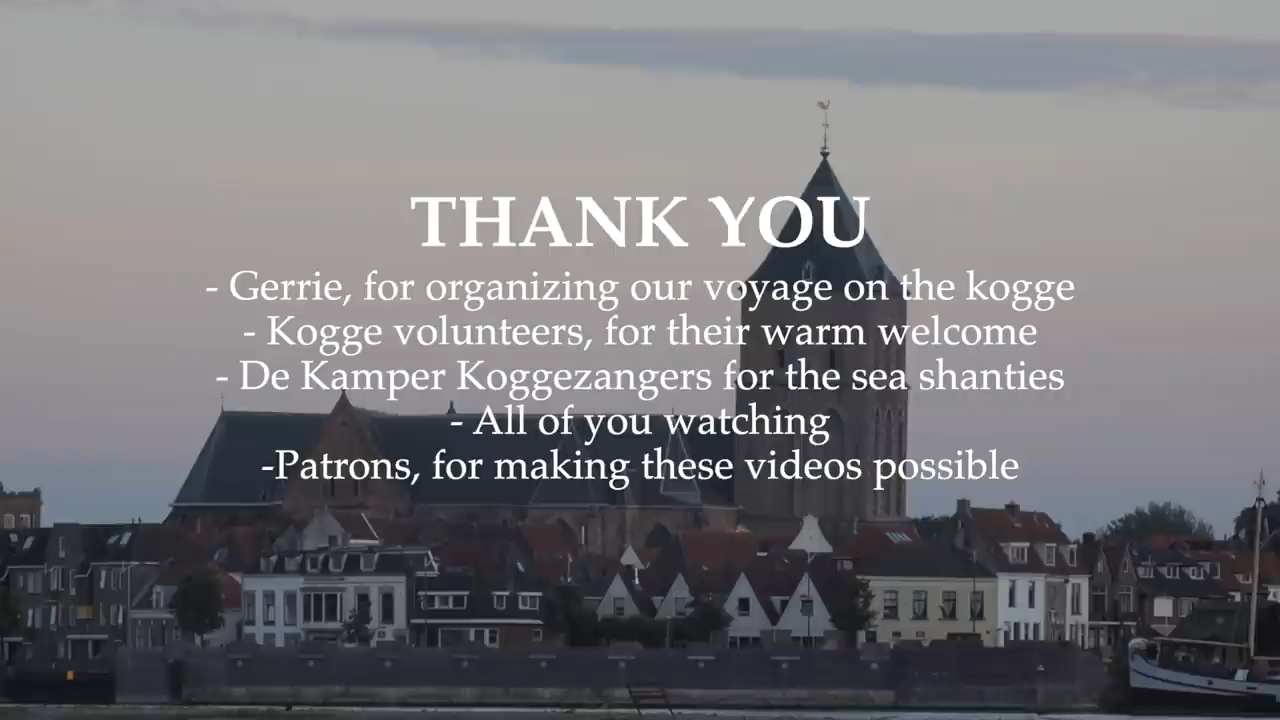 THANK YOU
- Gerrie, for organizing our voyage on the kogge
- Kogge volunteers, for their warm welcome
- De Kamper Koggezangers for the sea shanties
- All of you watching
-Patrons, for making these videos possible